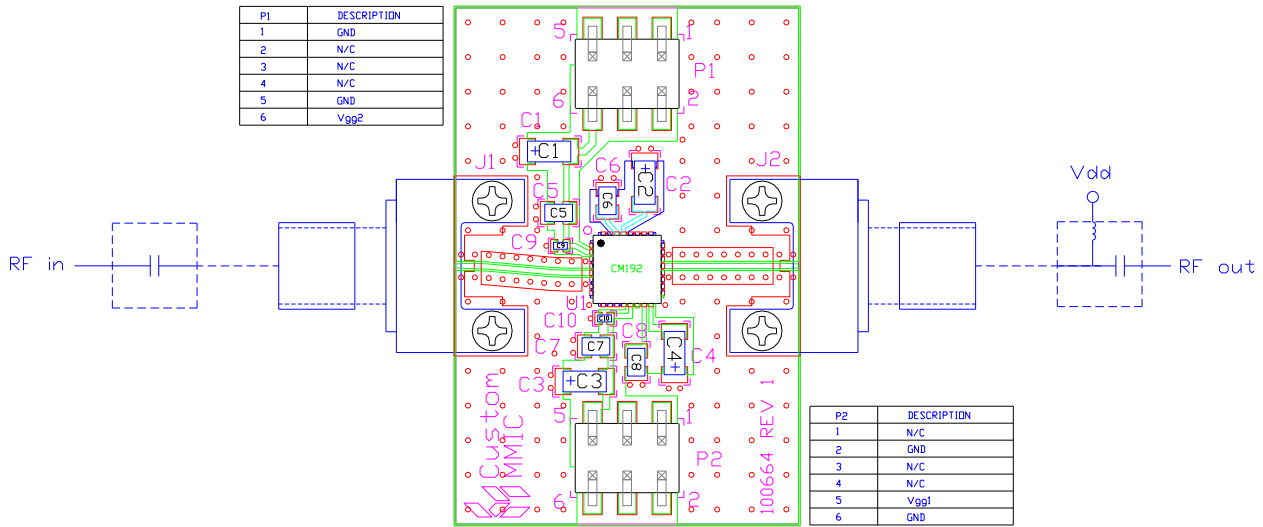 P1 DESCRIPTION
1 GND
2 N/C
3 N/C
4 N/C
5 GND
6 Vgg2
5 1
P1
6 2
C1
+C1
J1
J2
C6
C2
+C2
C6
C5
C5
C9
C9
CM192
U1
Vdd
RF in
RF out
C10
C10
C8
C7
C7
C8
C4+
C4
C3
+C3
5 1
P2
6 2
Custom
MMIC
100664 REV 1
P2 DESCRIPTION
1 N/C
2 GND
3 N/C
4 N/C
5 Vgg1
6 GND